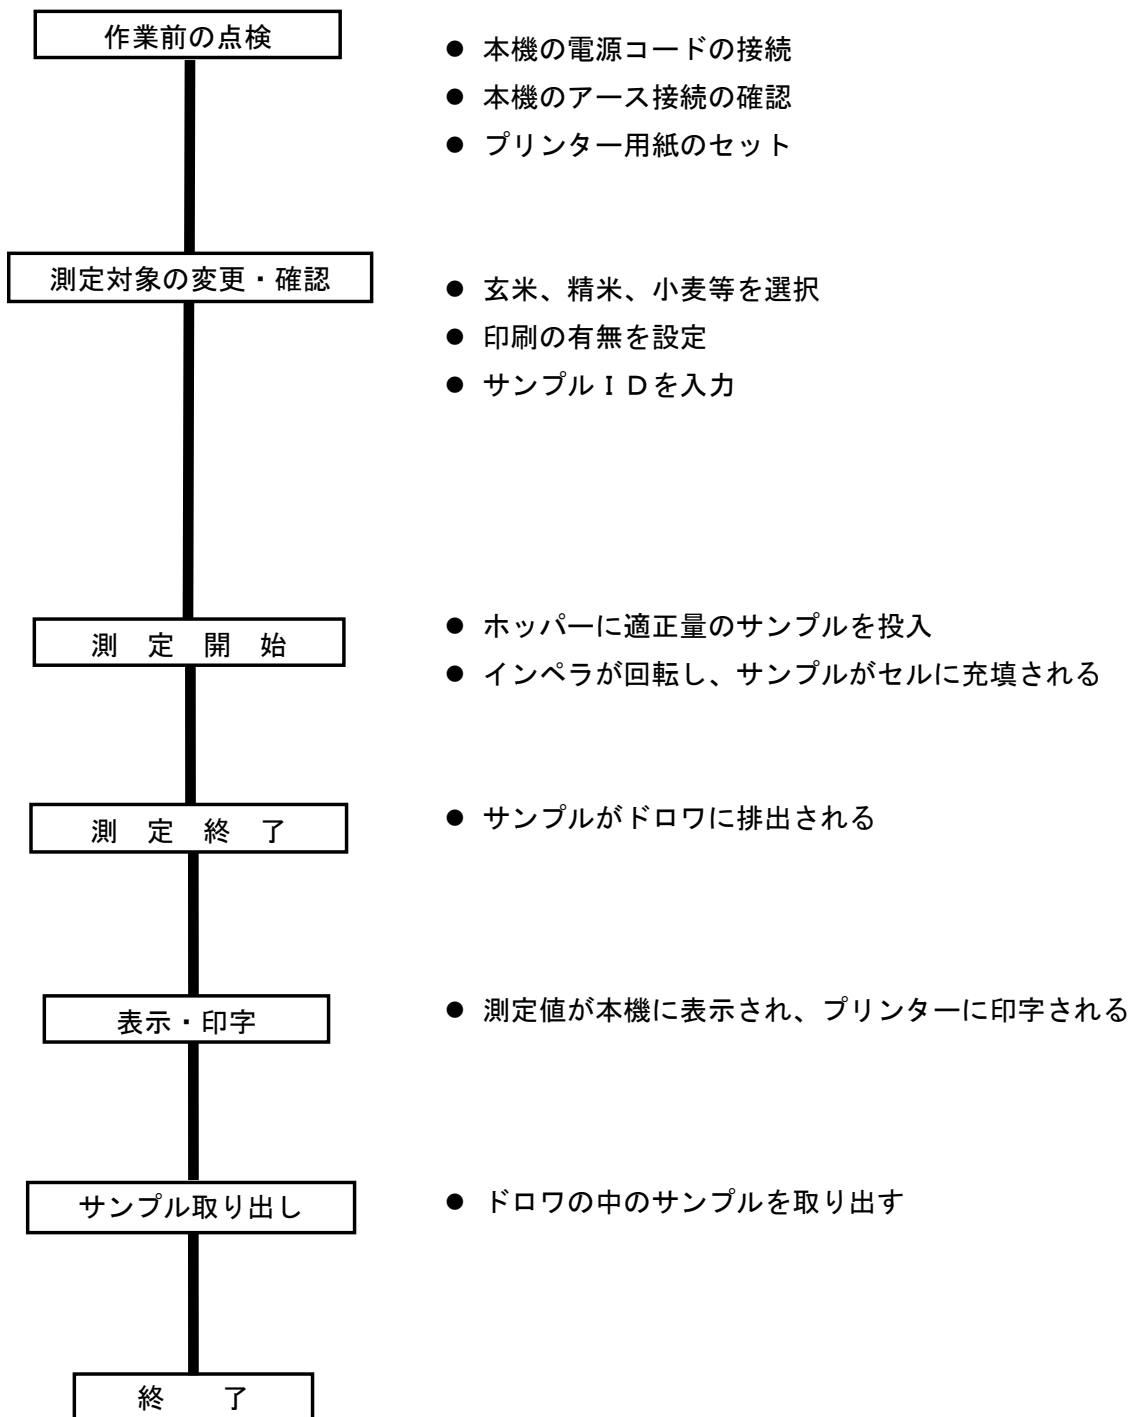 作業前の点検
● 本機の電源コードの接続
● 本機のアース接続の確認
● プリンター用紙のセット
測定対象の変更・確認
● 玄米、精米、小麦等を選択
● 印刷の有無を設定
● サンプルＩＤを入力
測　定　開　始
● ホッパーに適正量のサンプルを投入
● インペラが回転し、サンプルがセルに充填される
測　定　終　了
● サンプルがドロワに排出される
表示・印字
● 測定値が本機に表示され、プリンターに印字される
サンプル取り出し
● ドロワの中のサンプルを取り出す
終　　了